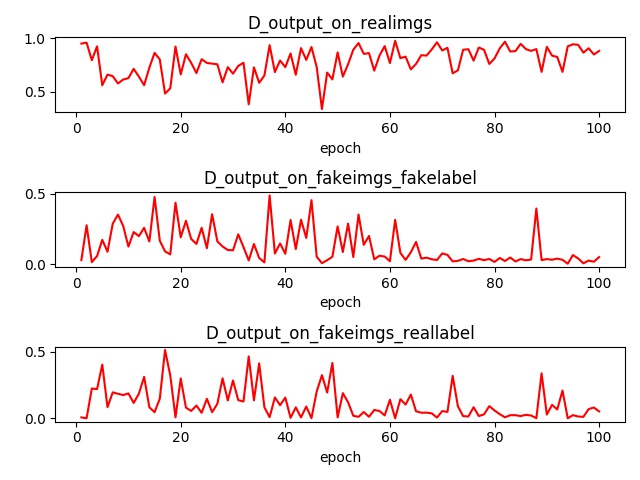 D_output_on_realimgs
1.0
0.5
0 20 40 60 80 100
epoch
D_output_on_fakeimgs_fakelabel
0.5
0.0
0 20 40 60 80 100
epoch
D_output_on_fakeimgs_reallabel
0.5
0.0
0 20 40 60 80 100
epoch